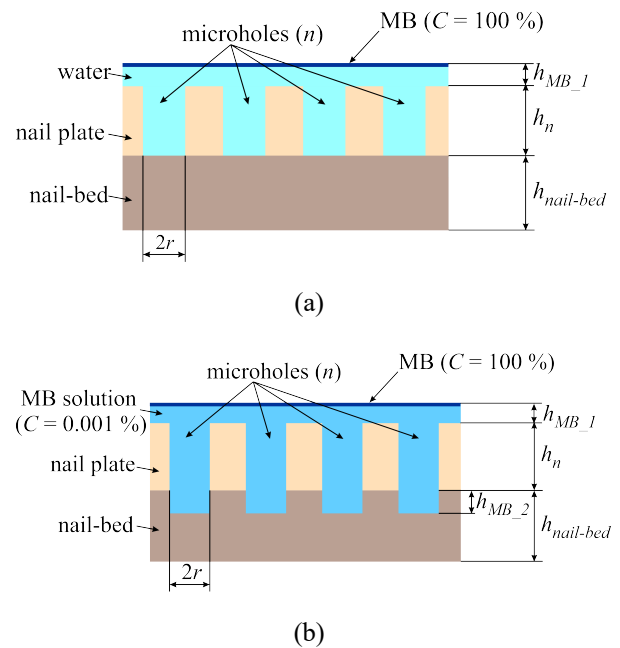 microholes (n)
MB (C = 100 %)
water
h_MB_1
nail plate
h_n
nail-bed
h_nail-bed
2r
(a)
microholes (n)
MB (C = 100 %)
MB solution
(C = 0.001 %)
h_MB_1
nail plate
h_n
h_MB_2
nail-bed
h_nail-bed
2r
(b)